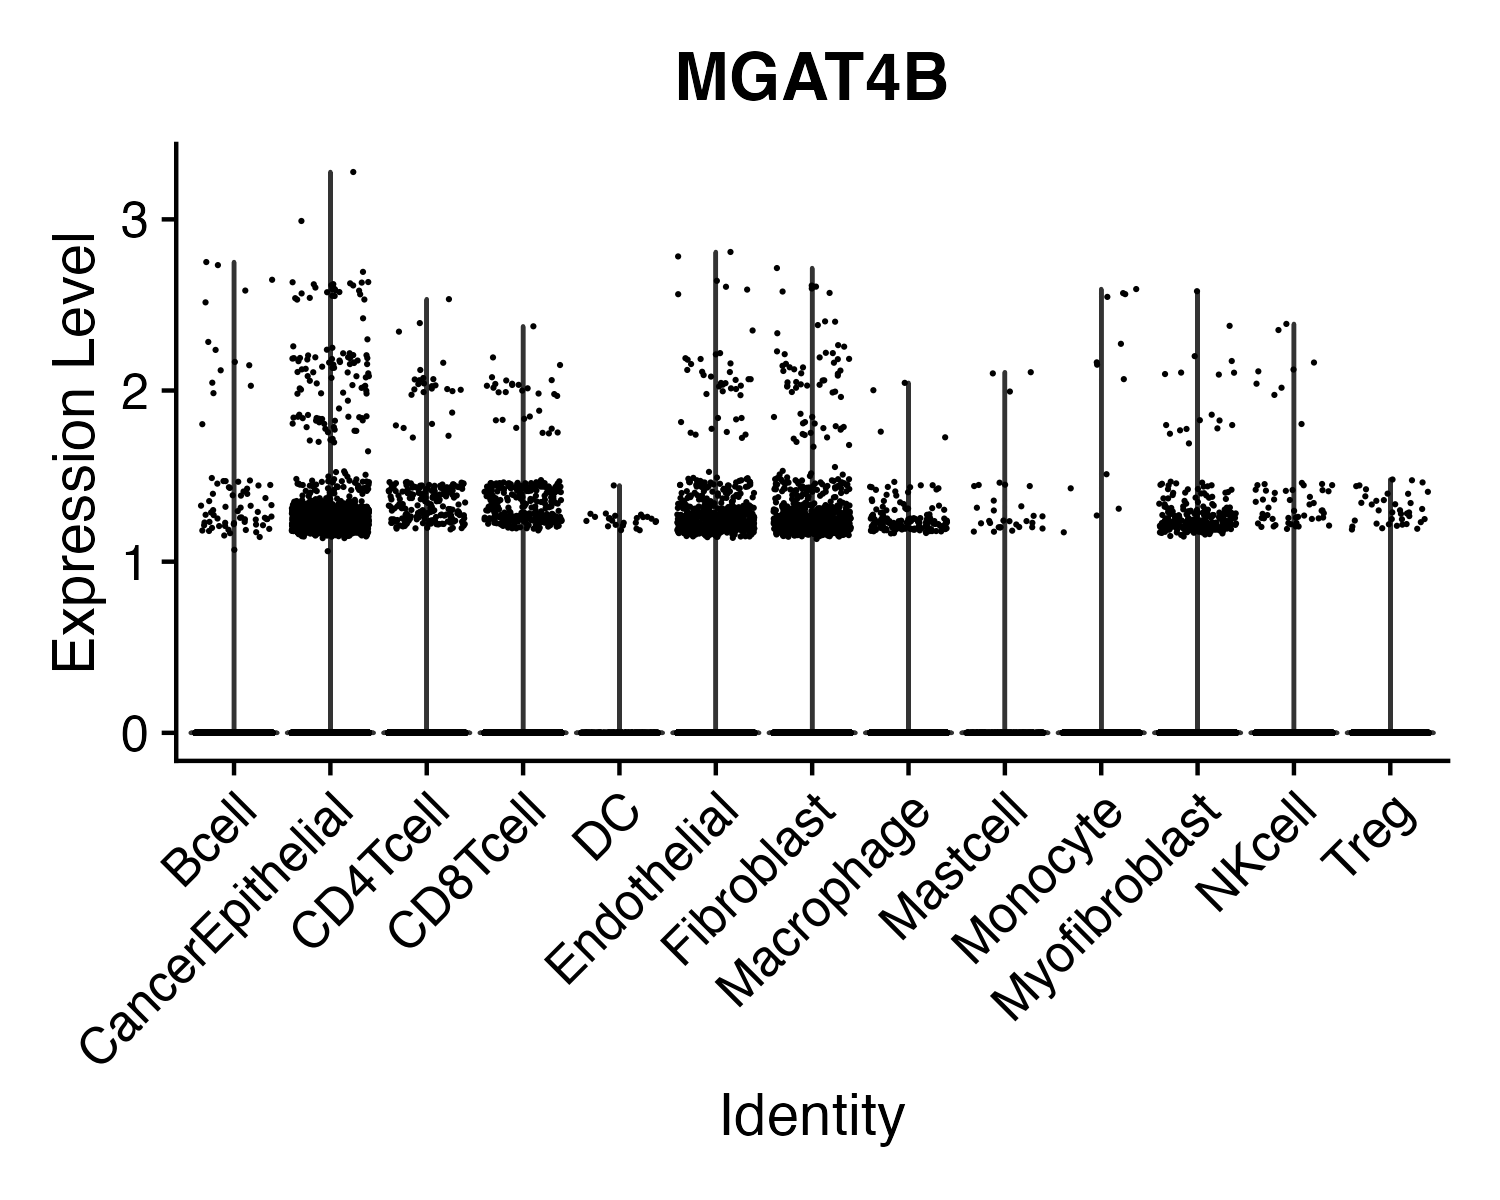 MGAT4B
Expression Level
3
2
1
0
Bcell
CancerEpithelial
CD4Tcell
CD8Tcell
DC
Endothelial
Fibroblast
Macrophage
Mastcell
Monocyte
Myofibroblast
NKcell
Treg
Identity